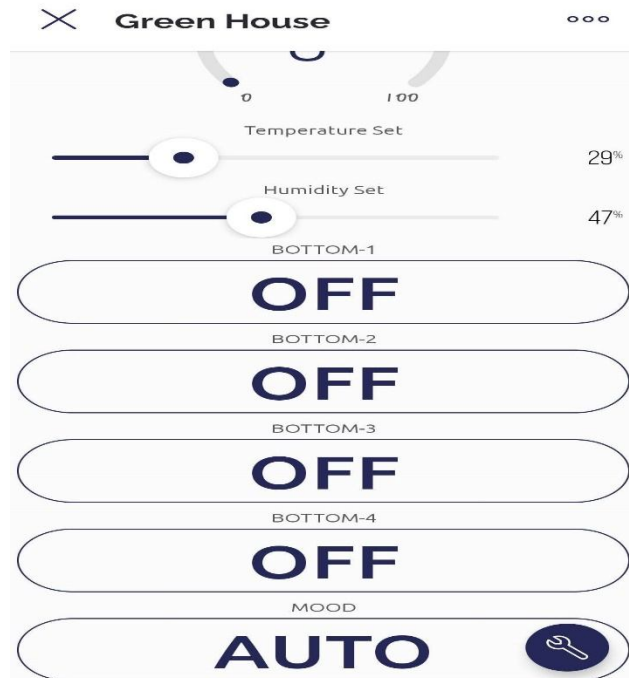 Green House
0 100
Temperature Set
29%
Humidity Set
47%
BOTTOM-1
OFF
BOTTOM-2
OFF
BOTTOM-3
OFF
BOTTOM-4
OFF
MOOD
AUTO